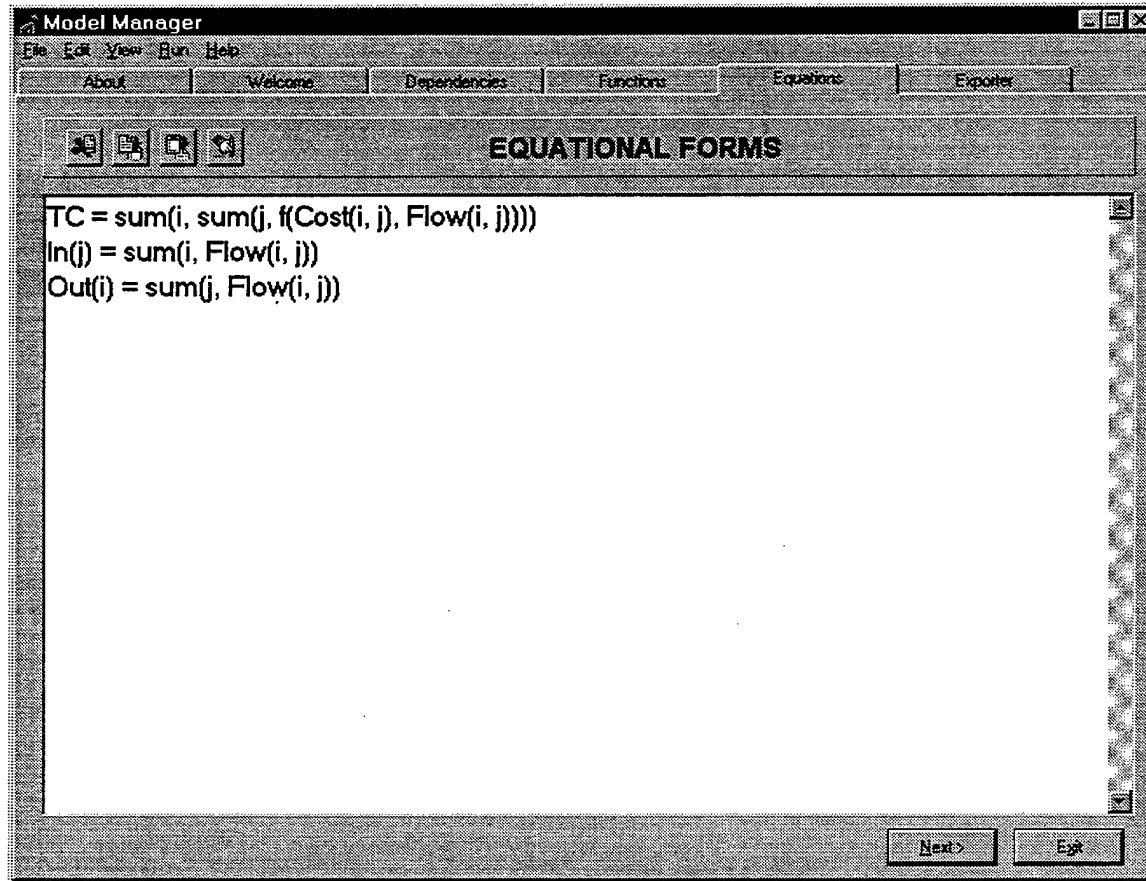 Model Manager
File Edit View Run Help
About Welcome Dependencies Functions Equations Exporter
EQUATIONAL FORMS
TC = sum(i, sum(j, f(Cost(i, j), Flow(i, j))))
In(j) = sum(i, Flow(i, j))
Out(i) = sum(j, Flow(i, j))
Next > Exit